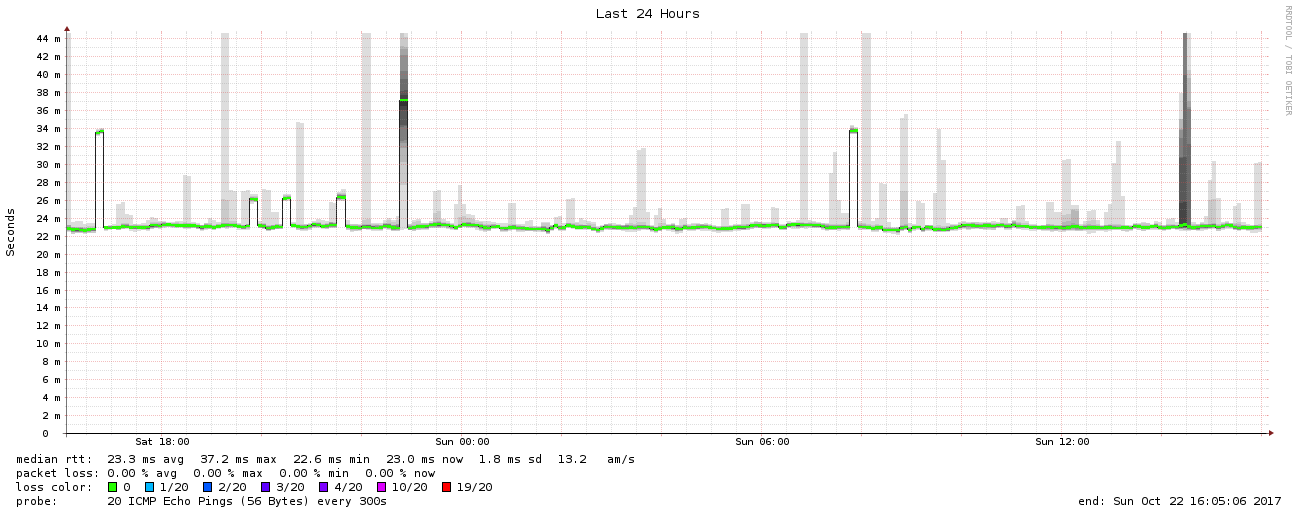 Last 24 Hours
RRDTOOL / TOBI OETIKER
Seconds
44 m
42 m
40 m
38 m
36 m
34 m
32 m
30 m
28 m
26 m
24 m
22 m
20 m
18 m
16 m
14 m
12 m
10 m
8 m
6 m
4 m
2 m
0
Sat 18:00 Sun 00:00 Sun 06:00 Sun 12:00
median rtt: 23.3 ms avg 37.2 ms max 22.6 ms min 23.0 ms now 1.8 ms sd 13.2 am/s
packet loss: 0.00 % avg 0.00 % max 0.00 % min 0.00 % now
loss color: 0 1/20 2/20 3/20 4/20 10/20 19/20
probe: 20 ICMP Echo Pings (56 Bytes) every 300s
end: Sun Oct 22 16:05:06 2017